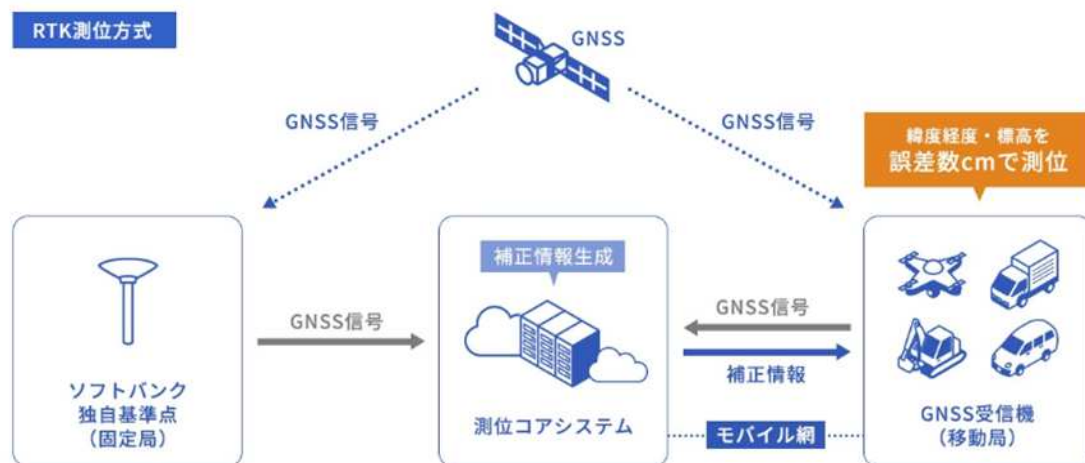 RTK測位方式
GNSS
GNSS信号
GNSS信号
緯度経度・標高を
誤差数cmで測位
補正情報生成
GNSS信号
GNSS信号
補正情報
ソフトバンク
独自基準点
（固定局）
測位コアシステム
モバイル網
GNSS受信機
（移動局）